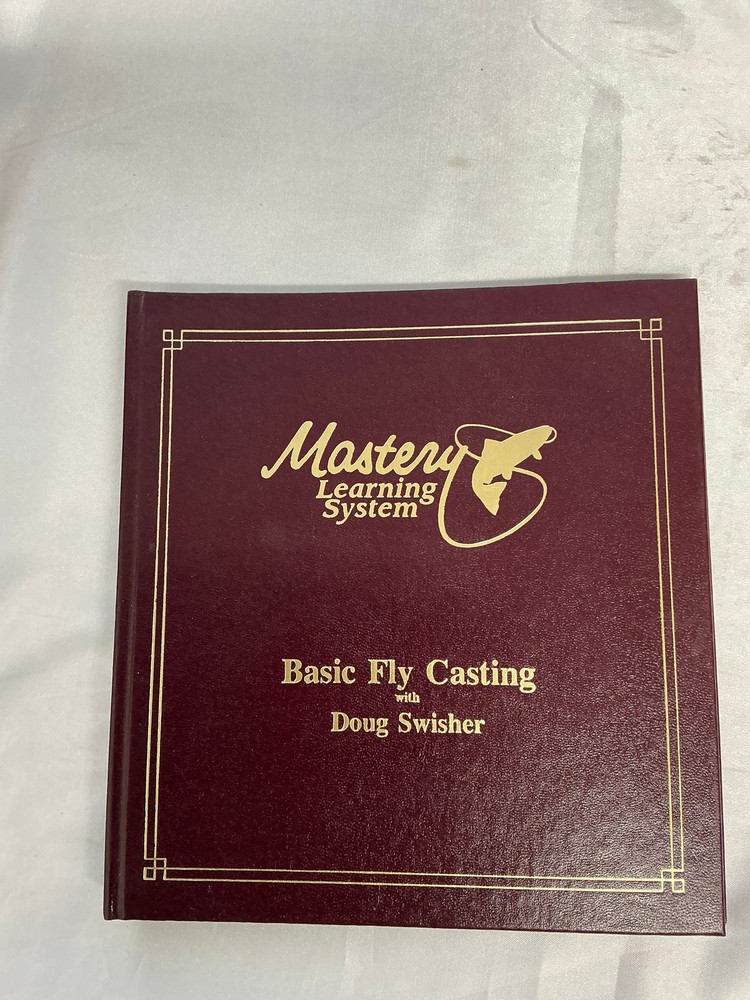 Mastery
Learning
System
Basic Fly Casting
with
Doug Swisher